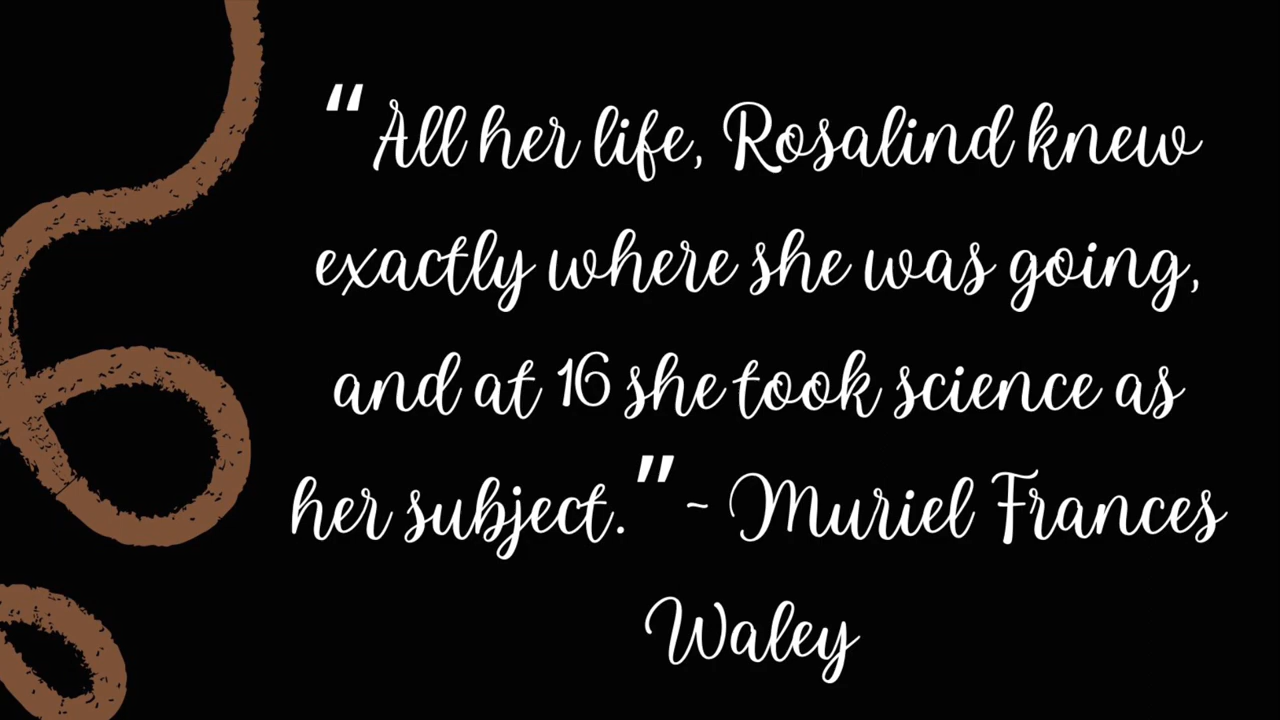 “All her life, Rosalind knew
exactly where she was going,
and at 16 she took science as
her subject.” - Muriel Frances
Waley